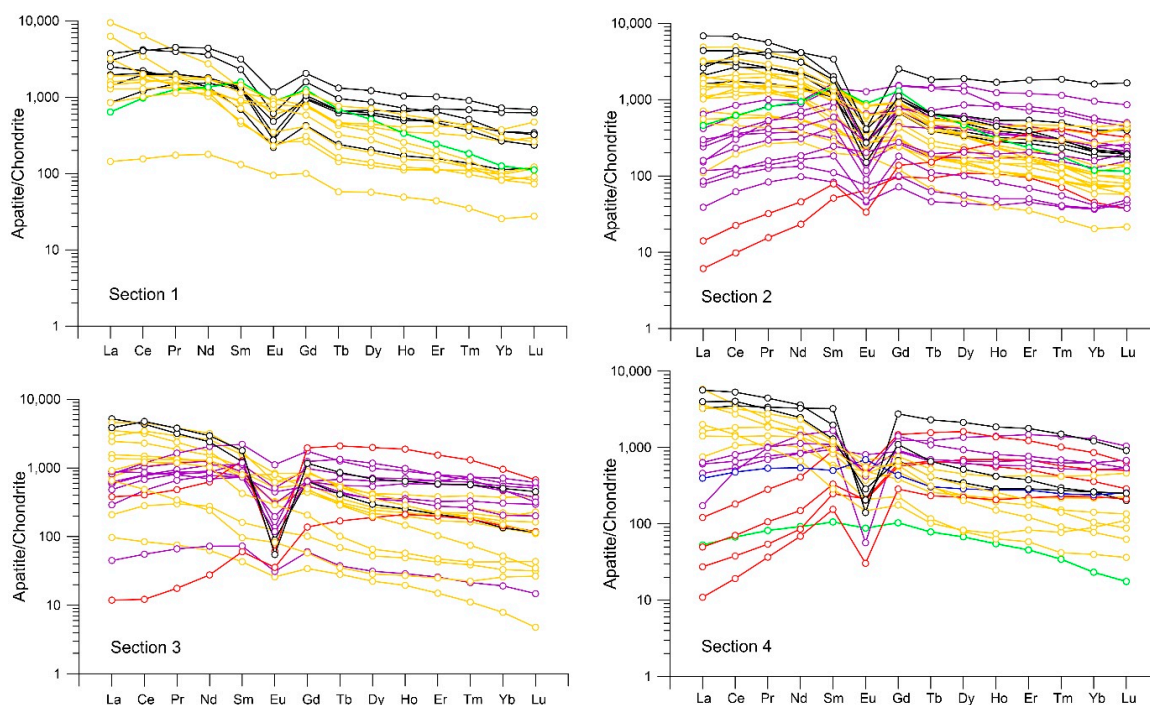 10,000
1,000
100
10
1
Apatite/Chondrite
Section 1
La Ce Pr Nd Sm Eu Gd Tb Dy Ho Er Tm Yb Lu
10,000
1,000
100
10
1
Apatite/Chondrite
Section 2
La Ce Pr Nd Sm Eu Gd Tb Dy Ho Er Tm Yb Lu
10,000
1,000
100
10
1
Apatite/Chondrite
Section 3
La Ce Pr Nd Sm Eu Gd Tb Dy Ho Er Tm Yb Lu
10,000
1,000
100
10
1
Apatite/Chondrite
Section 4
La Ce Pr Nd Sm Eu Gd Tb Dy Ho Er Tm Yb Lu